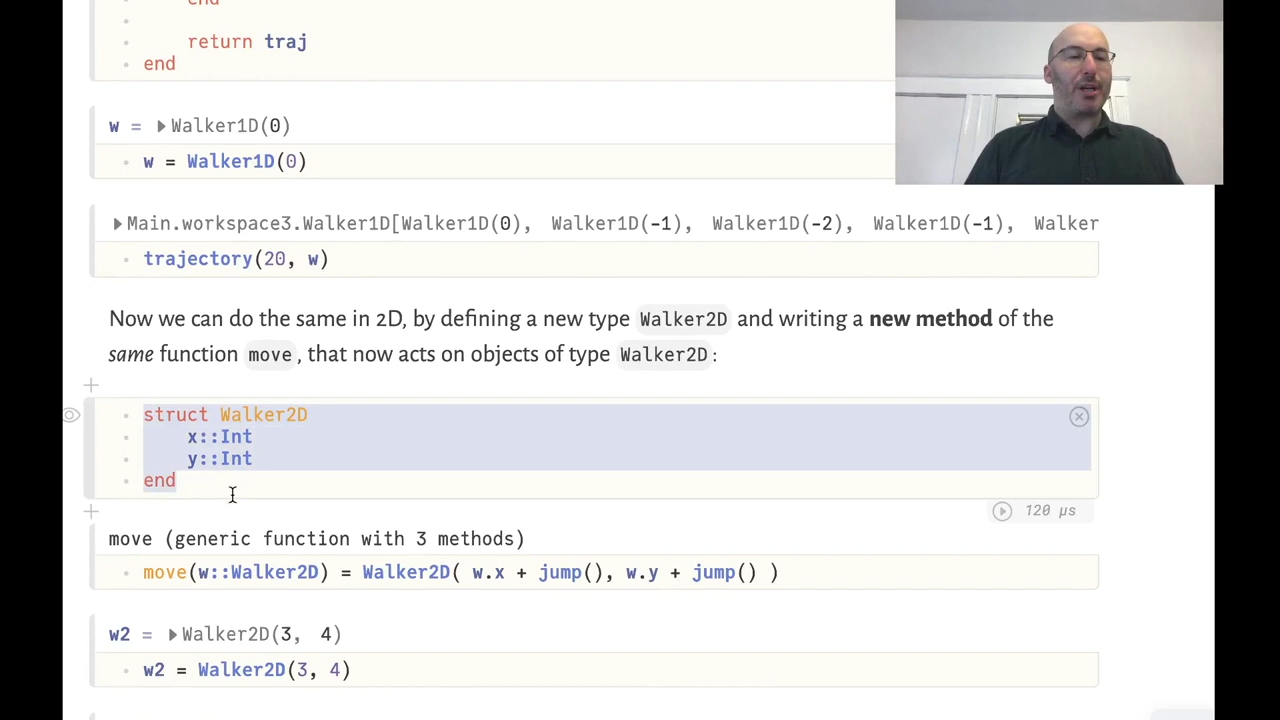 end
return traj
end
w = Walker1D(0)
w = Walker1D(0)
Main.workspace3.Walker1D[Walker1D(0), Walker1D(-1), Walker1D(-2), Walker1D(-1), Walker
trajectory(20, w)
Now we can do the same in 2D, by defining a new type Walker2D and writing a new method of the
same function move, that now acts on objects of type Walker2D:
struct Walker2D
x::Int
y::Int
end
120 μs
move (generic function with 3 methods)
move(w::Walker2D) = Walker2D( w.x + jump(), w.y + jump() )
w2 = Walker2D(3, 4)
w2 = Walker2D(3, 4)